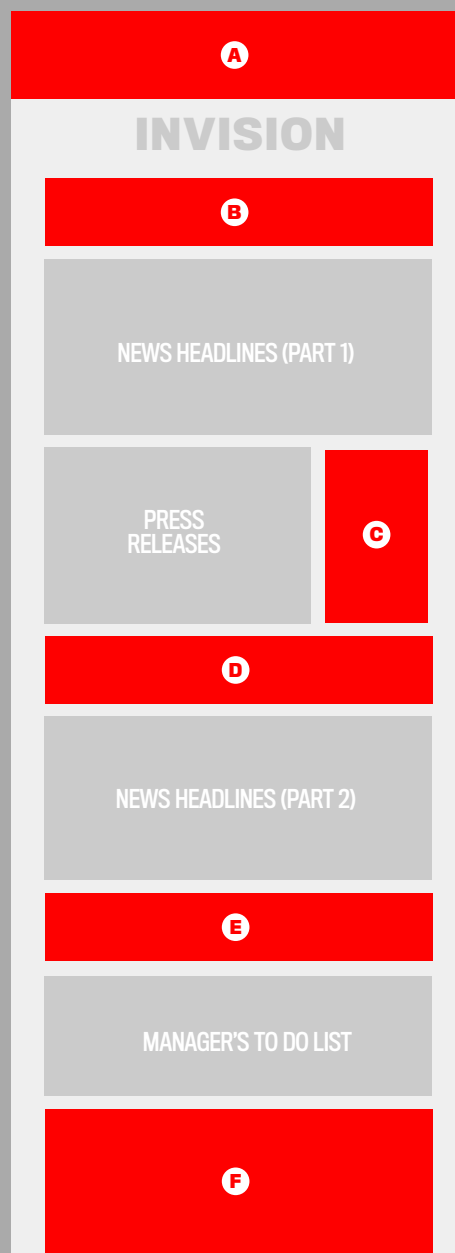 A
INVISION
B
NEWS HEADLINES (PART 1)
PRESS
RELEASES
C
D
NEWS HEADLINES (PART 2)
E
MANAGER'S TO DO LIST
F